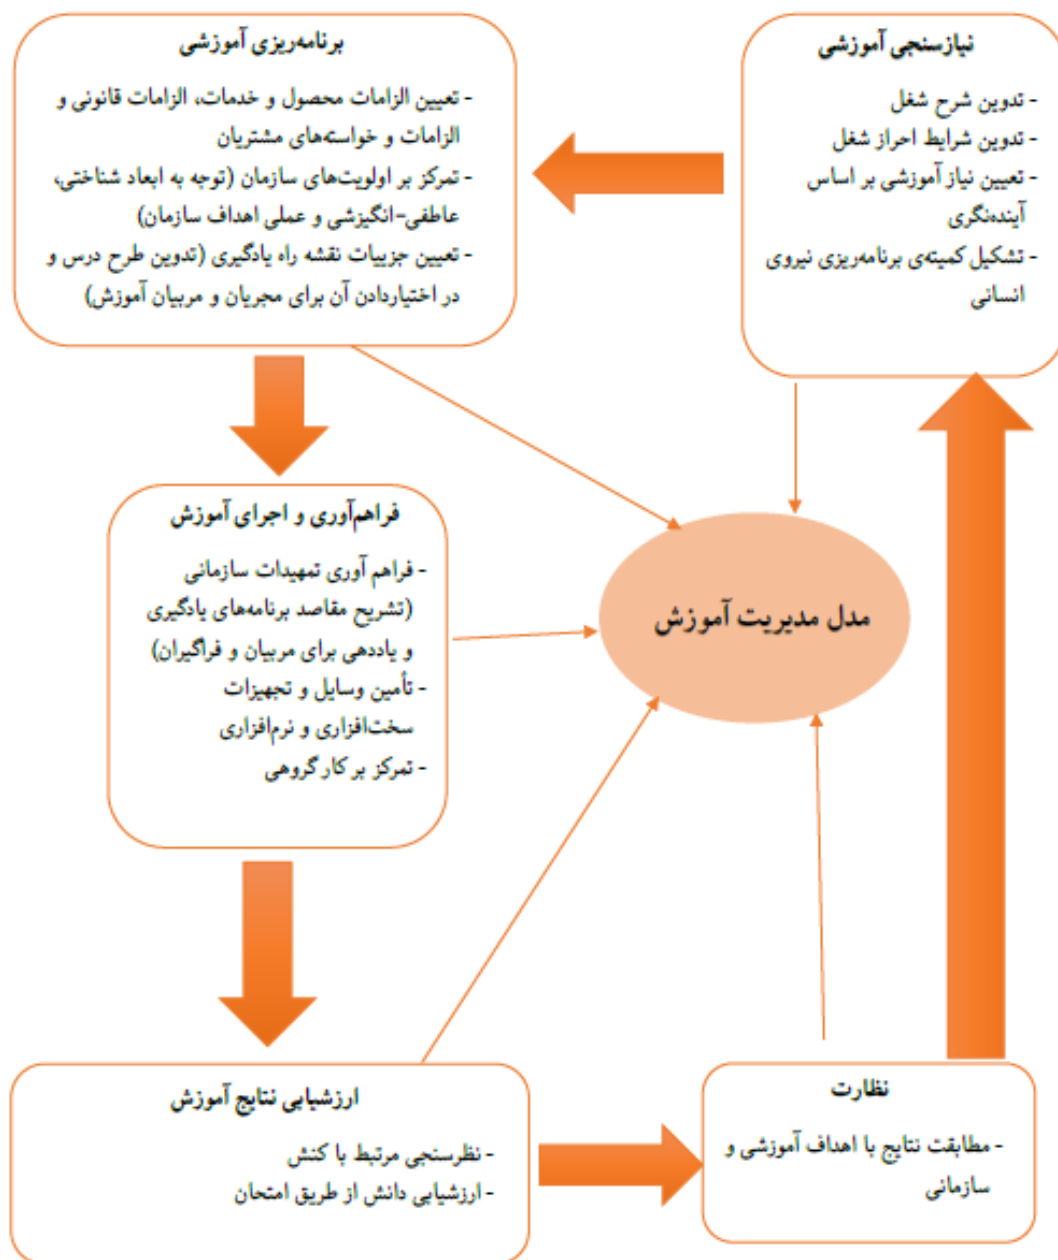 نیازسنجی آموزشی
- تدوین شرح شغل
- تدوین شرایط احراز شغل
- تعیین نیاز آموزشی بر اساس
آینده‌نگری
- تشکیل کمیته‌ی برنامه‌ریزی نیروی
انسانی
برنامه‌ریزی آموزشی
- تعیین الزامات محصول و خدمات، الزامات قانونی و
الزامات و خواسته‌های مشتریان
- تمرکز بر اولویت‌های سازمان (توجه به ابعاد شناختی،
عاطفی-انگیزشی و عملی اهداف سازمان)
- تعیین جزییات نقشه راه یادگیری (تدوین طرح درس و
در اختیاردادن آن برای مجریان و مربیان آموزش)
فراهم‌آوری و اجرای آموزش
- فراهم آوری تمهیدات سازمانی
(تشریح مقاصد برنامه‌های یادگیری
و یاددهی برای مربیان و فراگیران)
- تأمین وسایل و تجهیزات
سخت‌افزاری و نرم‌افزاری
- تمرکز بر کار گروهی
مدل مدیریت آموزش
ارزشیابی نتایج آموزش
- نظرسنجی مرتبط با کنش
- ارزشیابی دانش از طریق امتحان
نظارت
- مطابقت نتایج با اهداف آموزشی و
سازمانی